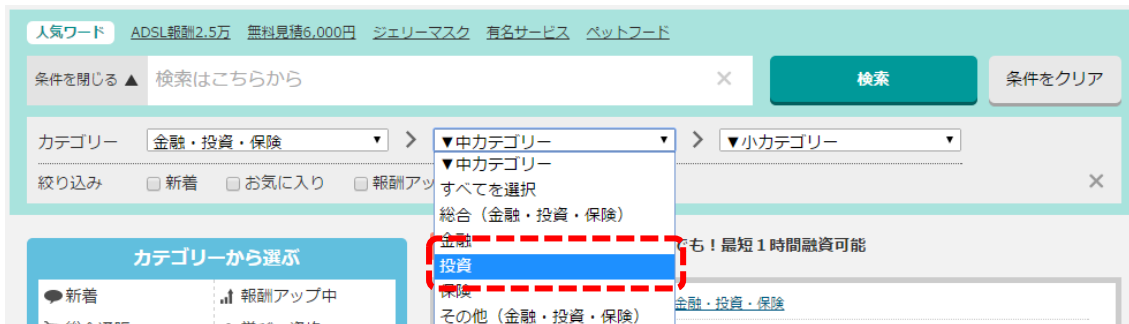 人気ワード ADSL報酬2.5万 無料見積6,000円 ジェリーマスク 有名サービス ペットフード
条件を閉じる ▲ 検索はこちらから × 検索 条件をクリア
カテゴリー 金融・投資・保険 ▼ > ▼中カテゴリー ▼ > ▼小カテゴリー ▼
▼中カテゴリー
絞り込み 新着 お気に入り 報酬アッ すべてを選択 ×
総合（金融・投資・保険）
金融 でも！最短１時間融資可能
カテゴリーから選ぶ 投資
新着 報酬アップ中 保険 金融・投資・保険
その他（金融・投資・保険）